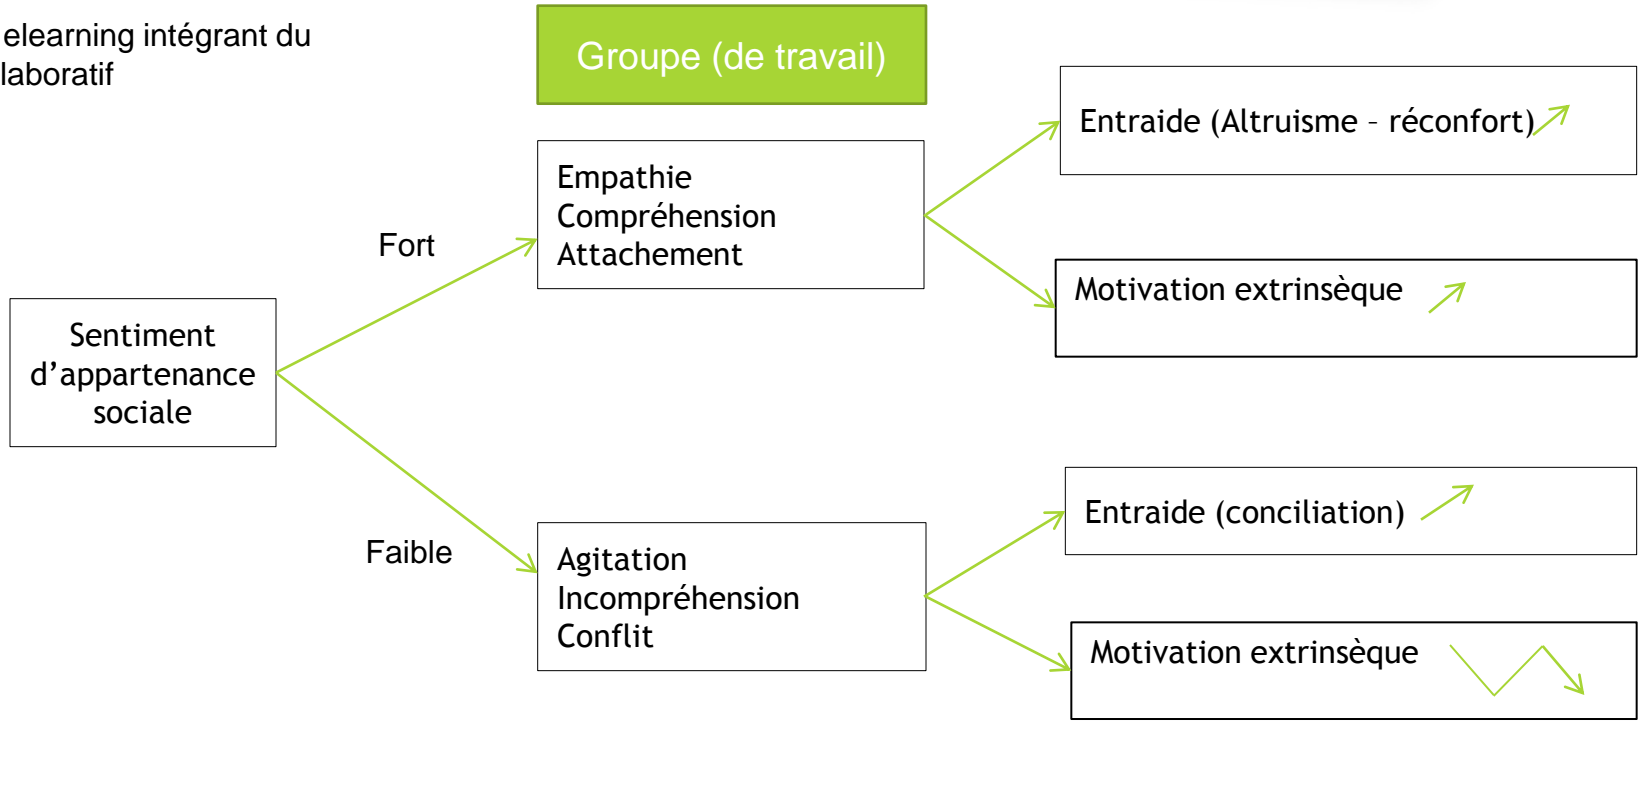 elearning intégrant du
laboratif
Groupe (de travail)
Entraide (Altruisme – réconfort)
Empathie
Compréhension
Attachement
Fort
Motivation extrinsèque
Sentiment
d’appartenance
sociale
Entraide (conciliation)
Faible
Agitation
Incompréhension
Conflit
Motivation extrinsèque